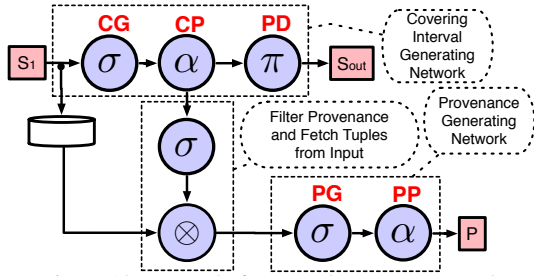 CG CP PD
S1 σ α π Sout
Covering
Interval
Generating
Network
σ
Filter Provenance
and Fetch Tuples
from Input
Provenance
Generating
Network
PG PP
⊗ σ α P